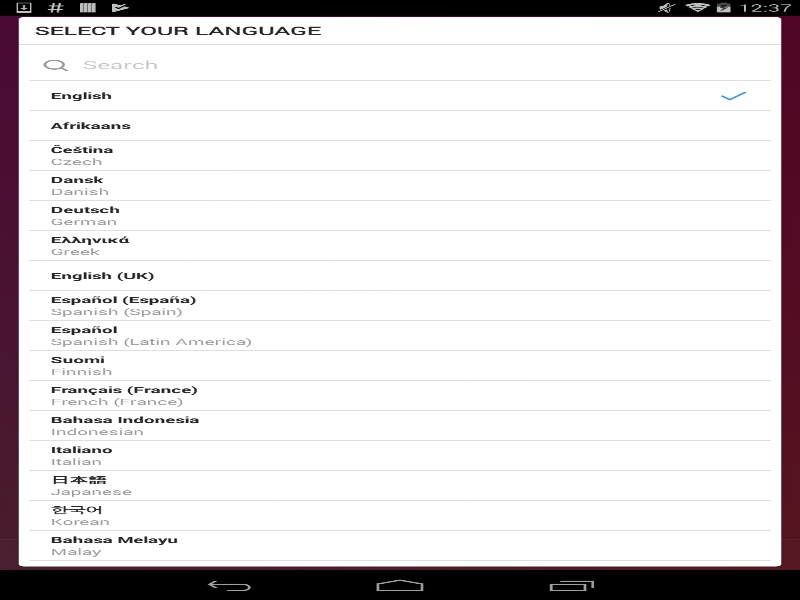 12:37
SELECT YOUR LANGUAGE
Search
English
Afrikaans
Čeština
Czech
Dansk
Danish
Deutsch
German
Ελληνικά
Greek
English (UK)
Español (España)
Spanish (Spain)
Español
Spanish (Latin America)
Suomi
Finnish
Français (France)
French (France)
Bahasa Indonesia
Indonesian
Italiano
Italian
日本語
Japanese
한국어
Korean
Bahasa Melayu
Malay